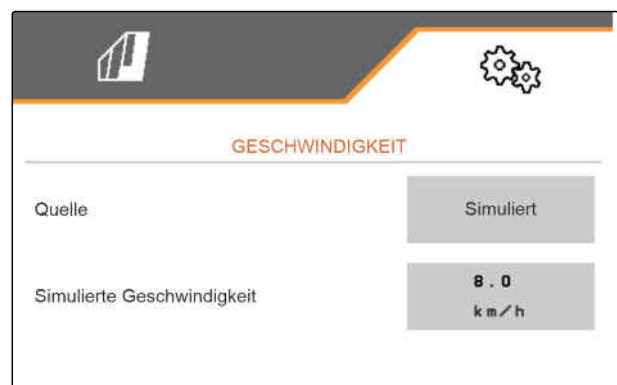 GESCHWINDIGKEIT
Quelle
Simuliert
Simulierte Geschwindigkeit
8.0
km/h